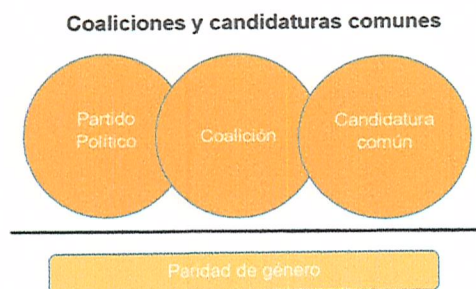 Coaliciones y candidaturas comunes
Partido
Político
Coalición
Candidatura
común
Paridad de género